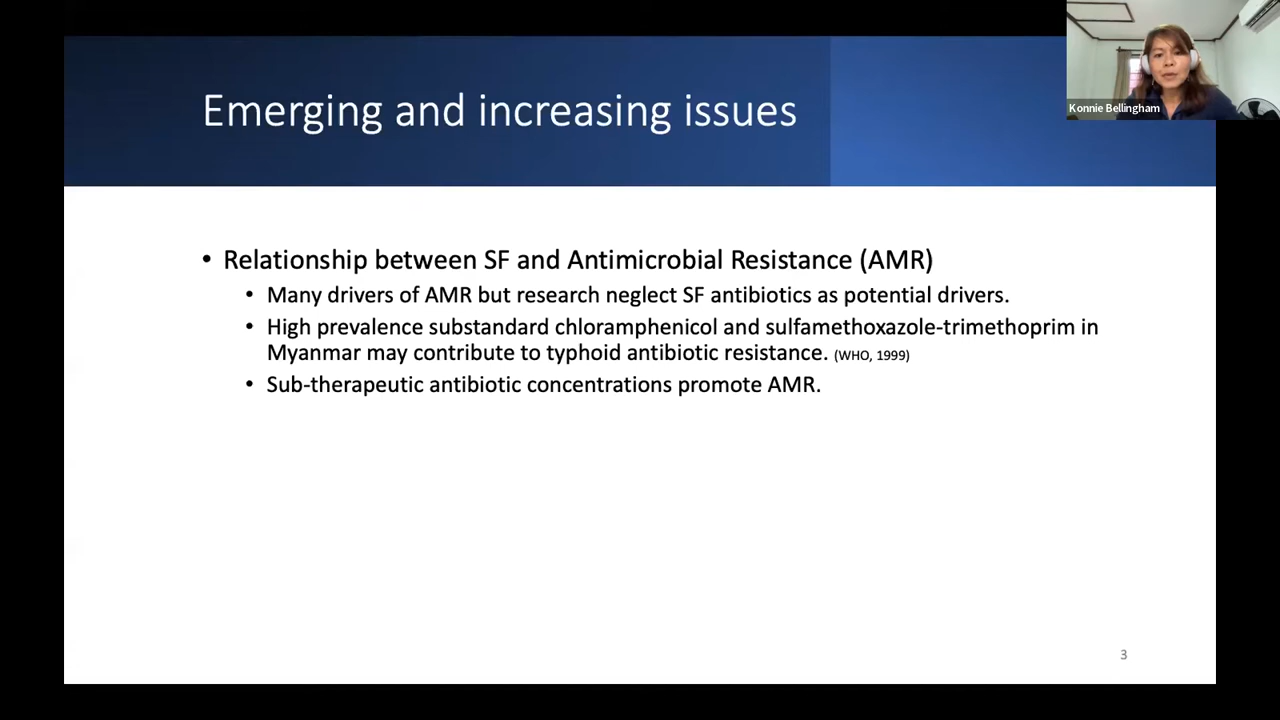 Konnie Bellingham
Emerging and increasing issues
• Relationship between SF and Antimicrobial Resistance (AMR)
• Many drivers of AMR but research neglect SF antibiotics as potential drivers.
• High prevalence substandard chloramphenicol and sulfamethoxazole-trimethoprim in
Myanmar may contribute to typhoid antibiotic resistance. (WHO, 1999)
• Sub-therapeutic antibiotic concentrations promote AMR.
3